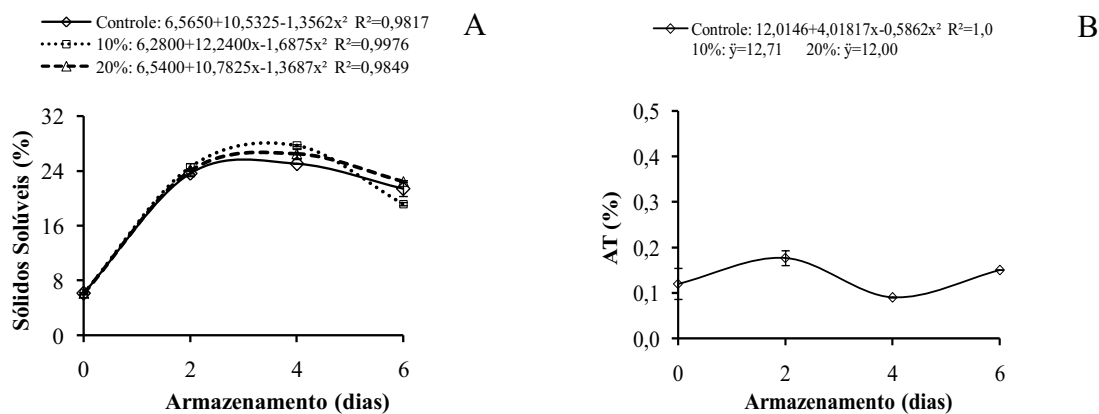 Controle: 6,5650+10,5325-1,3562x² R²=0,9817
10%: 6,2800+12,2400x-1,6875x² R²=0,9976
20%: 6,5400+10,7825x-1,3687x² R²=0,9849
A
32
24
16
8
0
Sólidos Solúveis (%)
0 2 4 6
Armazenamento (dias)
Controle: 12,0146+4,01817x-0,5862x² R²=1,0
10%: ÿ=12,71 20%: ÿ=12,00
B
0,5
0,4
0,3
0,2
0,1
0,0
AT (%)
0 2 4 6
Armazenamento (dias)